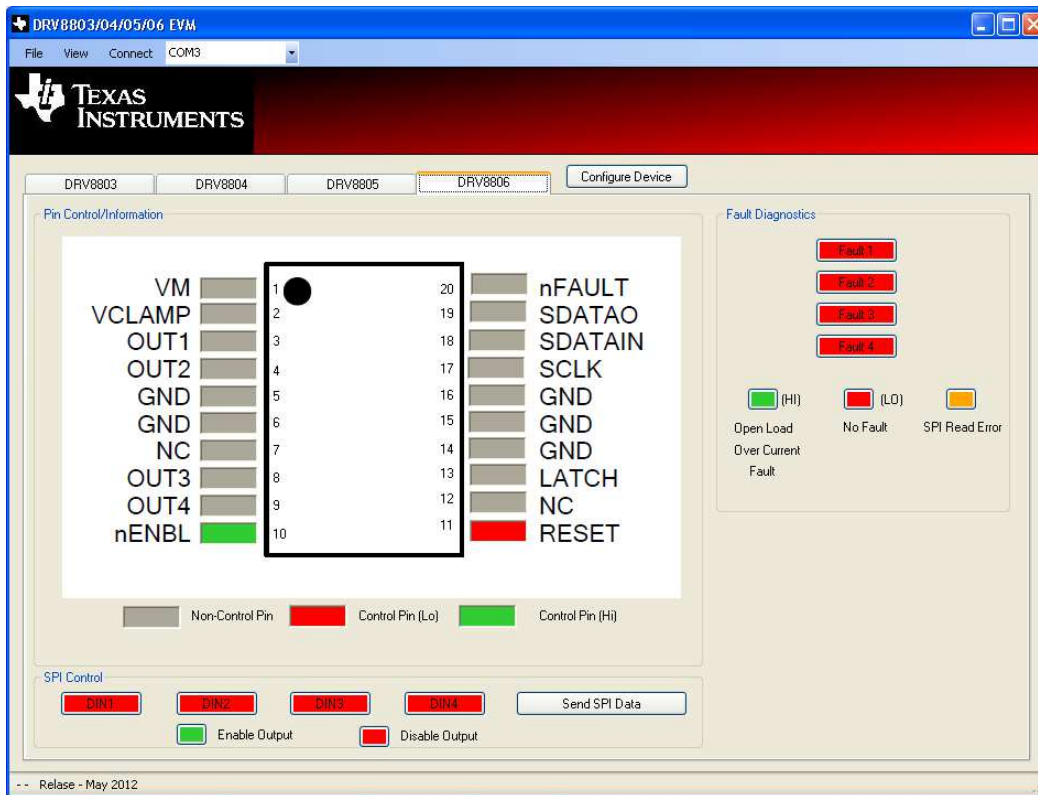 DRV8803/04/05/06 EVM
File View Connect COM3
TEXAS
INSTRUMENTS
DRV8803 DRV8804 DRV8805 DRV8806 Configure Device
Pin Control/Information
VM 1 20 nFAULT
VCLAMP 2 19 SDATAO
OUT1 3 18 SDATAIN
OUT2 4 17 SCLK
GND 5 16 GND
GND 6 15 GND
NC 7 14 GND
OUT3 8 13 LATCH
OUT4 9 12 NC
nENBL 10 11 RESET
Non-Control Pin Control Pin (Lo) Control Pin (Hi)
Fault Diagnostics
Fault 1
Fault 2
Fault 3
Fault 4
(HI) (LO)
Open Load No Fault SPI Read Error
Over Current
Fault
SPI Control
DIN1 DIN2 DIN3 DIN4 Send SPI Data
Enable Output Disable Output
- - Relase - May 2012